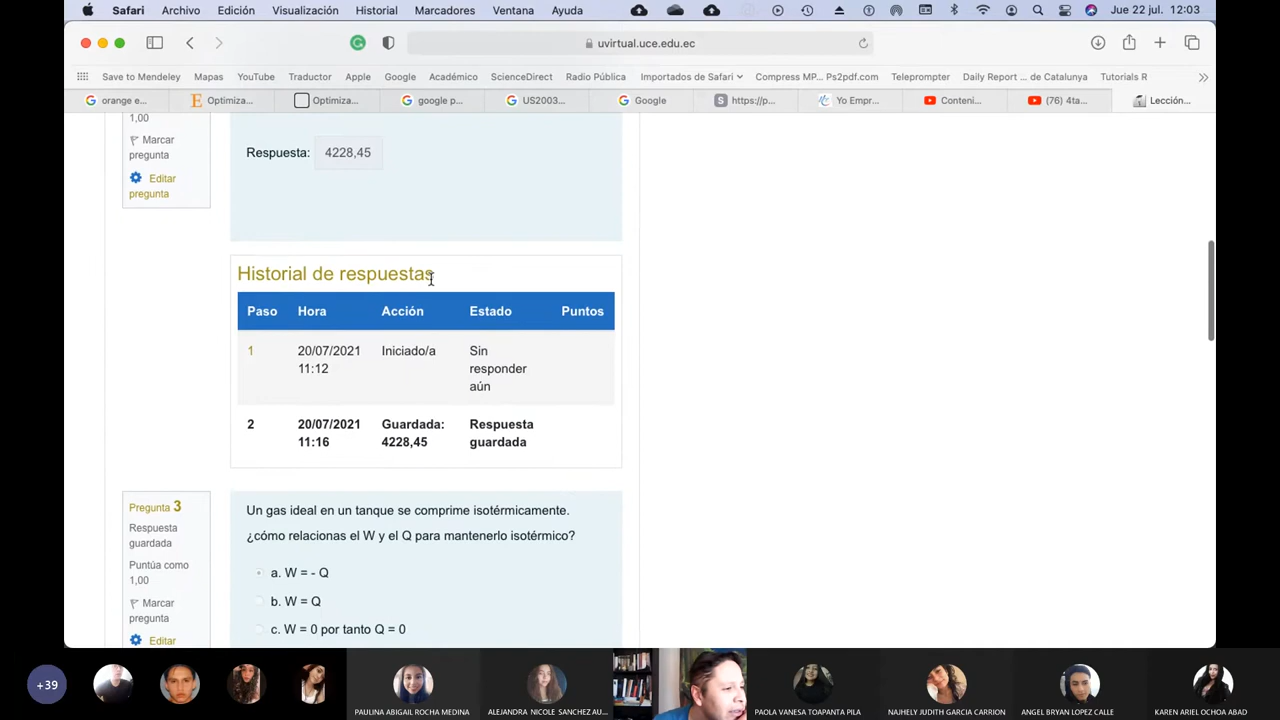 Safari Archivo Edición Visualización Historial Marcadores Ventana Ayuda Jue 22 jul. 12:03
uvirtual.uce.edu.ec
Save to Mendeley Mapas YouTube Traductor Apple Google Académico ScienceDirect Radio Pública Importados de Safari Compress MP... Ps2pdf.com Teleprompter Daily Report ... de Catalunya Tutorials R
orange e... Optimiza... Optimiza... google p... US2003... Google https://p... Yo Empr... Conteni... (76) 4ta... Lección...
1,00
Marcar
pregunta
Editar
pregunta
Respuesta: 4228,45
Historial de respuestas
Paso Hora Acción Estado Puntos
1 20/07/2021 11:12 Iniciado/a Sin responder aún
2 20/07/2021 11:16 Guardada: 4228,45 Respuesta guardada
Pregunta 3
Respuesta
guardada
Puntúa como
1,00
Marcar
pregunta
Editar
Un gas ideal en un tanque se comprime isotérmicamente.
¿cómo relacionas el W y el Q para mantenerlo isotérmico?
a. W = - Q
b. W = Q
c. W = 0 por tanto Q = 0
+39
PAULINA ABIGAIL ROCHA MEDINA
ALEJANDRA NICOLE SANCHEZ AU...
PAOLA VANESA TOAPANTA PILA
NAJHELY JUDITH GARCIA CARRION
ANGEL BRYAN LOPEZ CALLE
KAREN ARIEL OCHOA ABAD